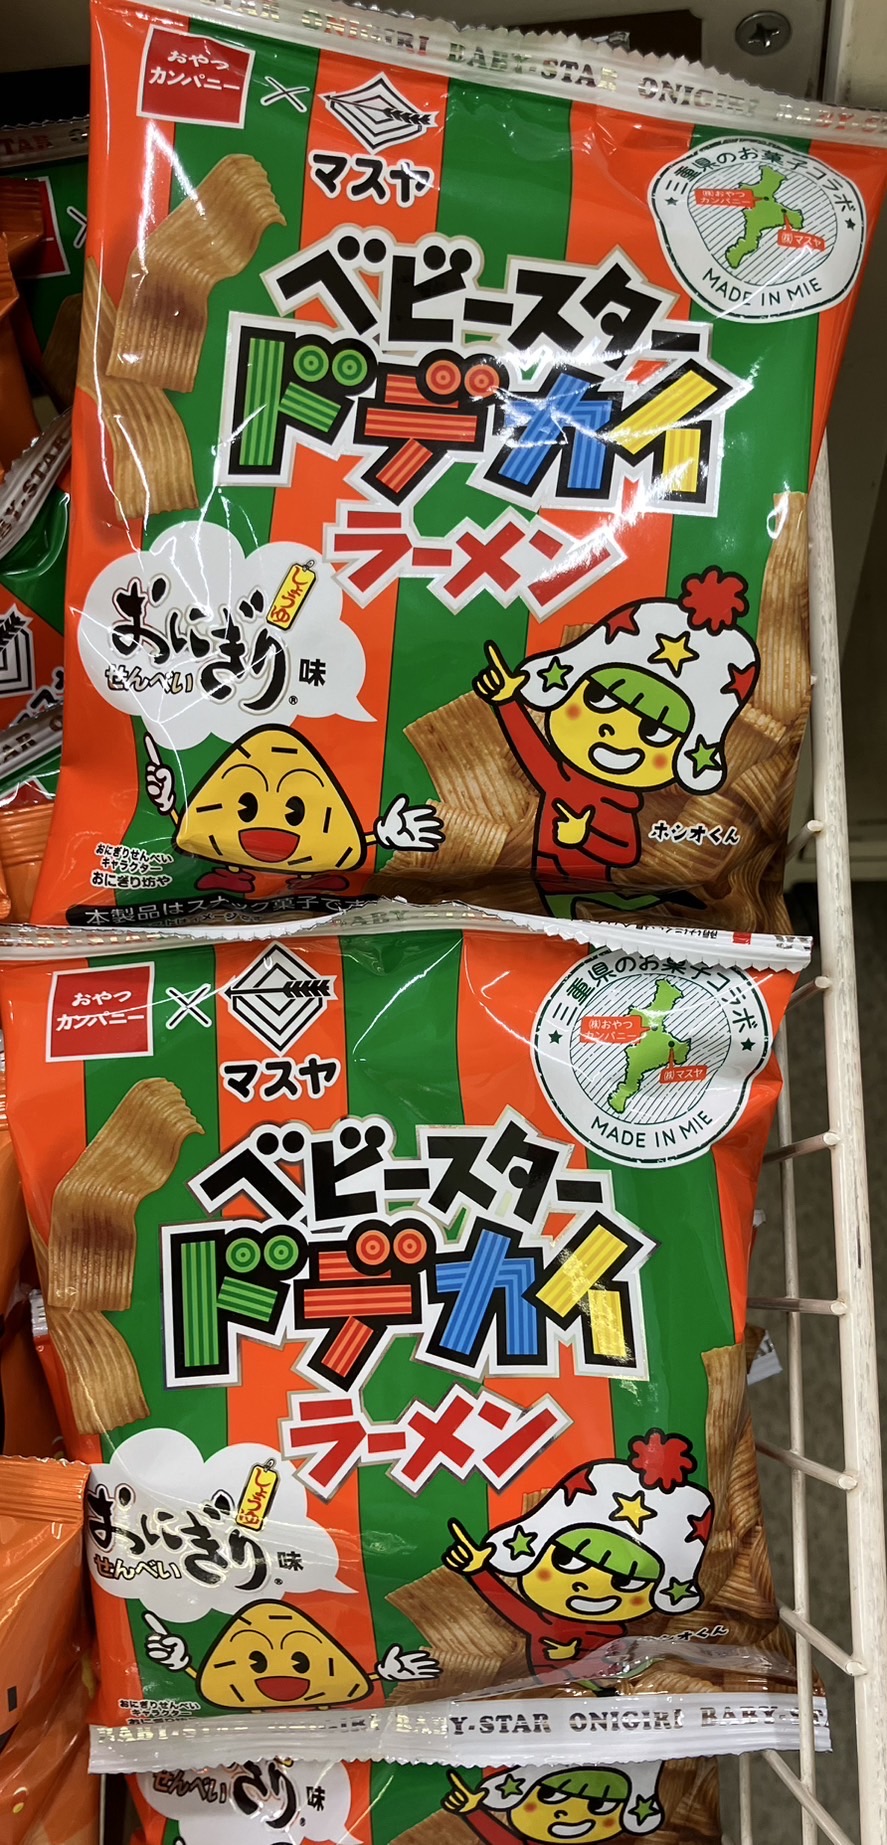 BABY-STAR ONIGIRI BABY-STAR
おやつ
カンパニー
×
マスヤ
三重県のお菓子コラボ
㈱おやつ
カンパニー
㈱マスヤ
MADE IN MIE
ベビースター
ドデカイ
ラーメン
しょうゆ
おにぎり
せんべい
味
ホシオくん
おにぎりせんべい
キャラクター
おにぎり坊や
本製品はスナック菓子です
おやつ
カンパニー
×
マスヤ
三重県のお菓子コラボ
㈱おやつ
カンパニー
㈱マスヤ
MADE IN MIE
ベビースター
ドデカイ
ラーメン
しょうゆ
おにぎり
せんべい
味
おにぎりせんべい
キャラクター
BABY-STAR ONIGIRI BABY-STAR
せんべい
味